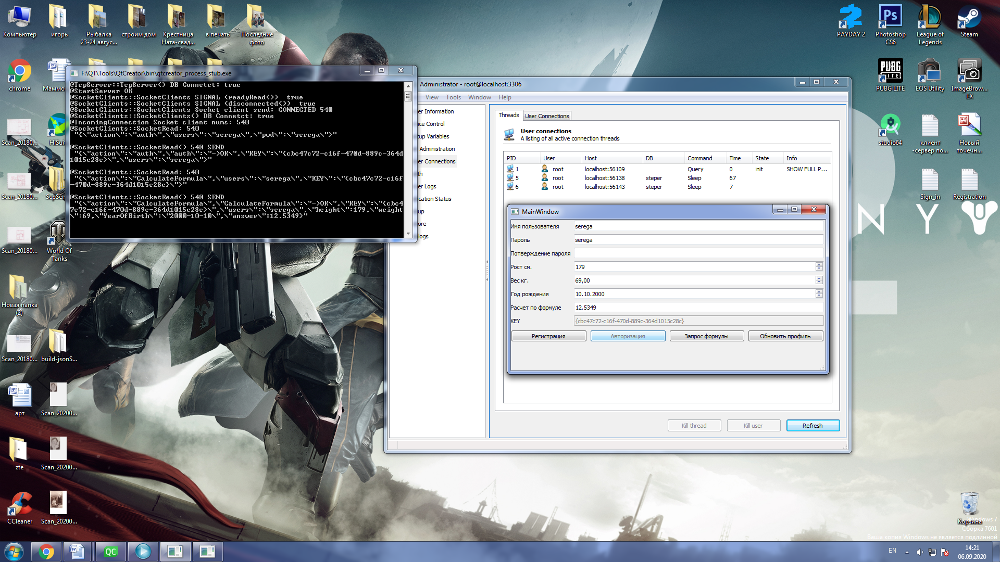 Компьютер
игорь
Рыбалка
23-24 авгус...
строим дом
Крестница
Ната-свад...
в печать
Последние
фото
PAYDAY 2
Photoshop
CS6
League of
Legends
Steam
chrome
Маммо
PUBG LITE
EOS Utility
ImageBrow...
EX
Scan_20180...
HiSuit
studio64
клиент
-сервер по...
Новый
точечн...
Scan_20180...
ScpSer
Sign_in
Registration
Scan_20180...
World Of
Tanks
Новая папка
(2)
Scan_20180...
build-jsonS...
арт
Scan_20200...
zte
Scan_20200...
CCleaner
Scan_20200...
Корзина
F:\QT\Tools\QtCreator\bin\qtcreator_process_stub.exe
@TcpServer::TcpServer() DB Connetct: true
@StartServer OK
@SocketClients::SocketClients SIGNAL (readyRead())  true
@SocketClients::SocketClients SIGNAL (disconnected())  true
@SocketClients::SocketClients Socket client send: CONNECTED 540
@SocketClients::SocketClients() DB Connetct: true
@IncomingConnection Socket client nums: 540
@SocketClients::SocketRead: 540
"{\"action\":\"auth\",\"users\":\"serega\",\"pwd\":\"serega\"}"
@SocketClients::SocketRead() 540 SEND
"{\"action\":\"auth\",\"auth\":\"->OK\",\"KEY\":\"{cbc47c72-c16f-470d-889c-364d
1015c28c}\",\"users\":\"serega\"}"
@SocketClients::SocketRead: 540
"{\"action\":\"CalculateFormula\",\"users\":\"serega\",\"KEY\":\"{cbc47c72-c16f
-470d-889c-364d1015c28c}\"}"
@SocketClients::SocketRead() 540 SEND
"{\"action\":\"CalculateFormula\",\"CalculateFormula\":\"->OK\",\"KEY\":\"{cbc4
7c72-c16f-470d-889c-364d1015c28c}\",\"users\":\"serega\",\"height\":179,\"weight
\":69,\"YearOfBirth\":\"2000-10-10\",\"answer\":12.5349}"
Administrator - root@localhost:3306
View Tools Window Help
er Information
ice Control
tup Variables
Administration
er Connections
th
er Logs
ication Status
up
ore
alogs
Threads
User Connections
User connections
A listing of all active connection threads
PID User Host DB Command Time State Info
1 root localhost:56109 Query 0 init SHOW FULL P...
5 root localhost:56138 steper Sleep 67
6 root localhost:56143 steper Sleep 7
MainWindow
Имя пользователя serega
Пароль serega
Потверждение пароля
Рост см. 179
Вес кг. 69,00
Год рождения 10.10.2000
Расчет по формуле 12.5349
KEY {cbc47c72-c16f-470d-889c-364d1015c28c}
Регистрация Авторизация Запрос формулы Обновить профиль
Kill thread Kill user Refresh
N Y
Windows 7
Сборка 7601
Ваша копия Windows не является подлинной
QC
EN
14:21
06.09.2020